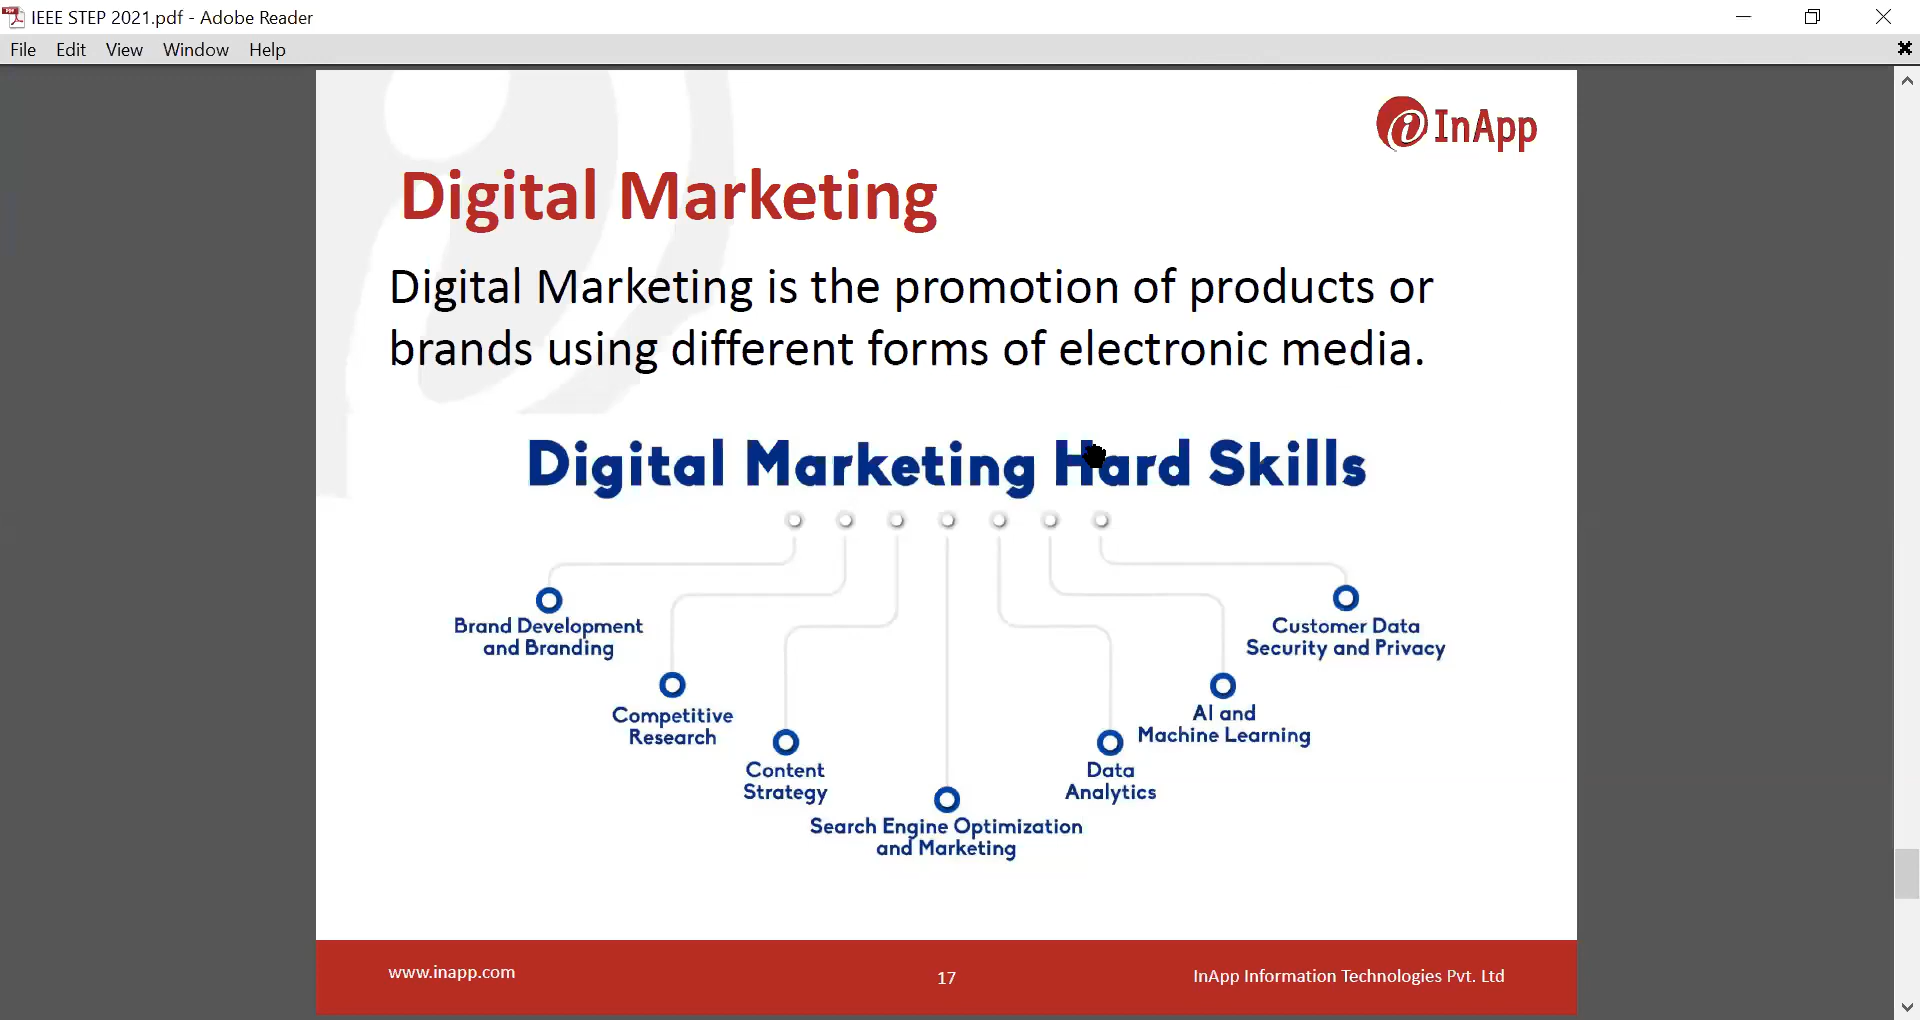 IEEE STEP 2021.pdf - Adobe Reader
File Edit View Window Help
InApp
Digital Marketing
Digital Marketing is the promotion of products or
brands using different forms of electronic media.
Digital Marketing Hard Skills
Brand Development
and Branding
Competitive
Research
Content
Strategy
Search Engine Optimization
and Marketing
Data
Analytics
AI and
Machine Learning
Customer Data
Security and Privacy
www.inapp.com
17
InApp Information Technologies Pvt. Ltd